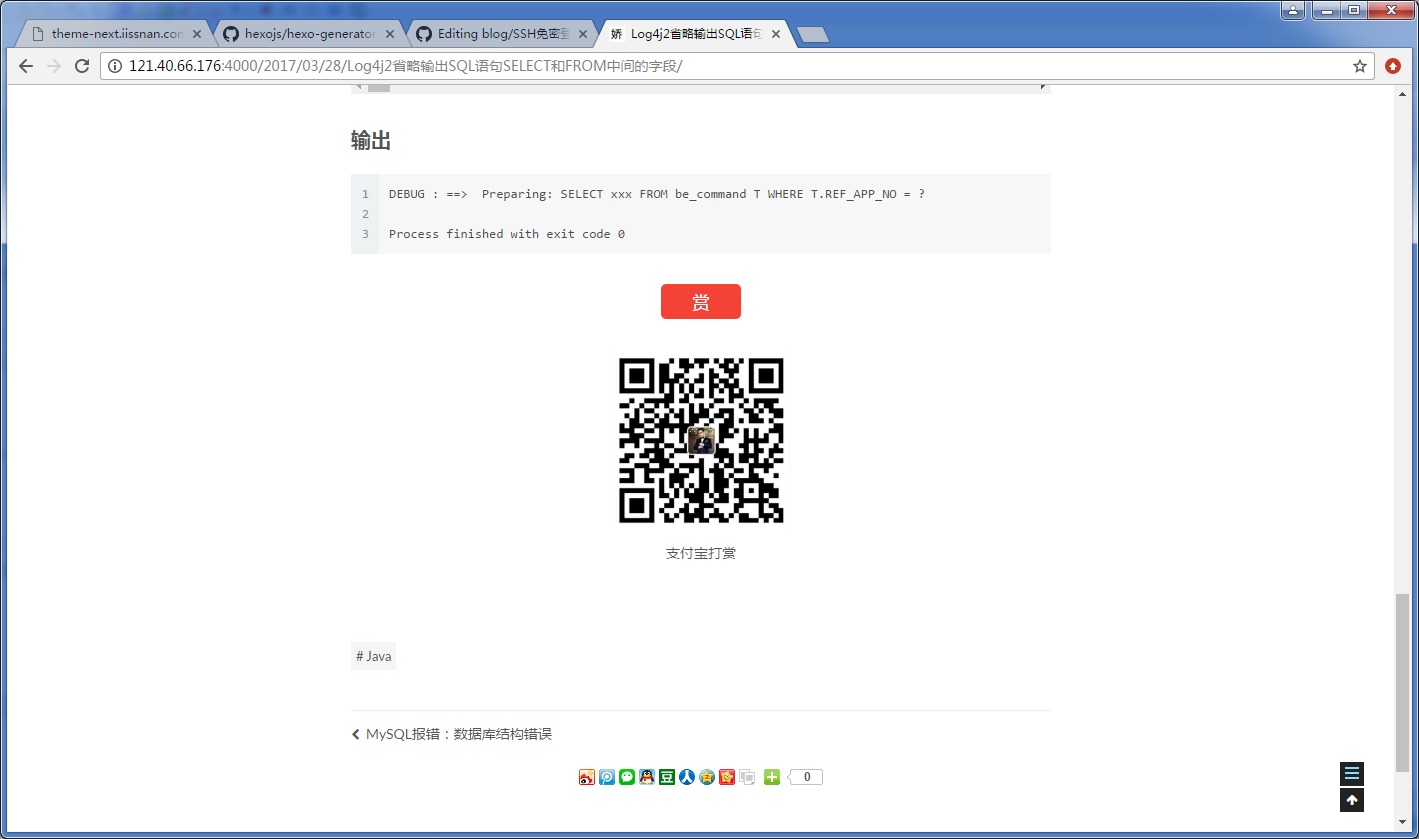 theme-next.iissnan.com
hexojs/hexo-generator
Editing blog/SSH免密登
娇
Log4j2省略输出SQL语句
121.40.66.176:4000/2017/03/28/Log4j2省略输出SQL语句SELECT和FROM中间的字段/
输出
1 DEBUG : ==>  Preparing: SELECT xxx FROM be_command T WHERE T.REF_APP_NO = ?
2
3 Process finished with exit code 0
赏
支付宝打赏
# Java
MySQL报错：数据库结构错误
豆
0